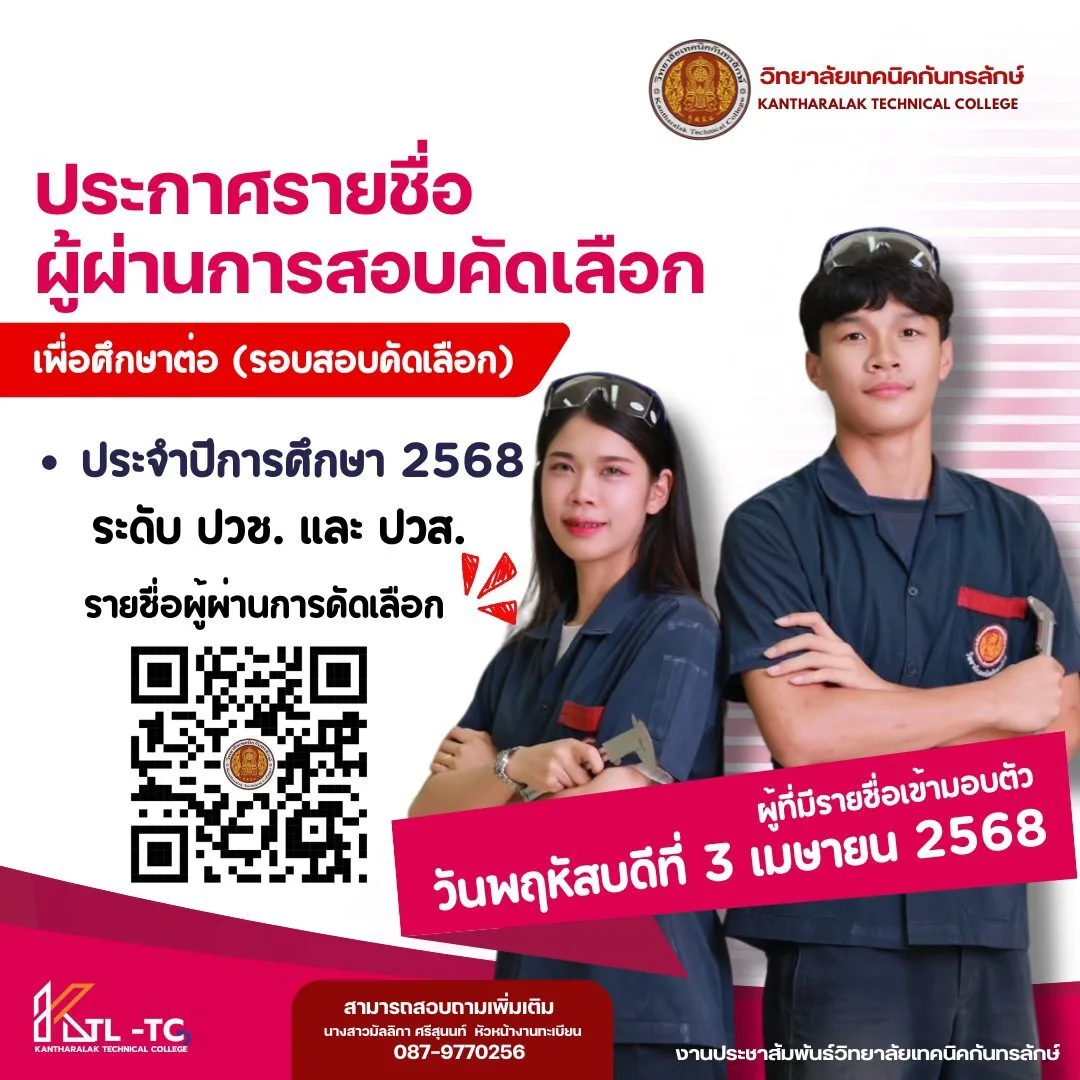 วิทยาลัยเทคนิคกันทรลักษ์
KANTHARALAK TECHNICAL COLLEGE
ประกาศรายชื่อ
ผู้ผ่านการสอบคัดเลือก
เพื่อศึกษาต่อ (รอบสอบคัดเลือก)
• ประจำปีการศึกษา 2568
ระดับ ปวช. และ ปวส.
รายชื่อผู้ผ่านการคัดเลือก
ผู้ที่มีรายชื่อเข้ามอบตัว
วันพฤหัสบดีที่ 3 เมษายน 2568
KTL -TC
KANTHARALAK TECHNICAL COLLEGE
สามารถสอบถามเพิ่มเติม
นางสาวมัลลิกา ศรีสุนนท์ หัวหน้างานทะเบียน
087-9770256
งานประชาสัมพันธ์วิทยาลัยเทคนิคกันทรลักษ์